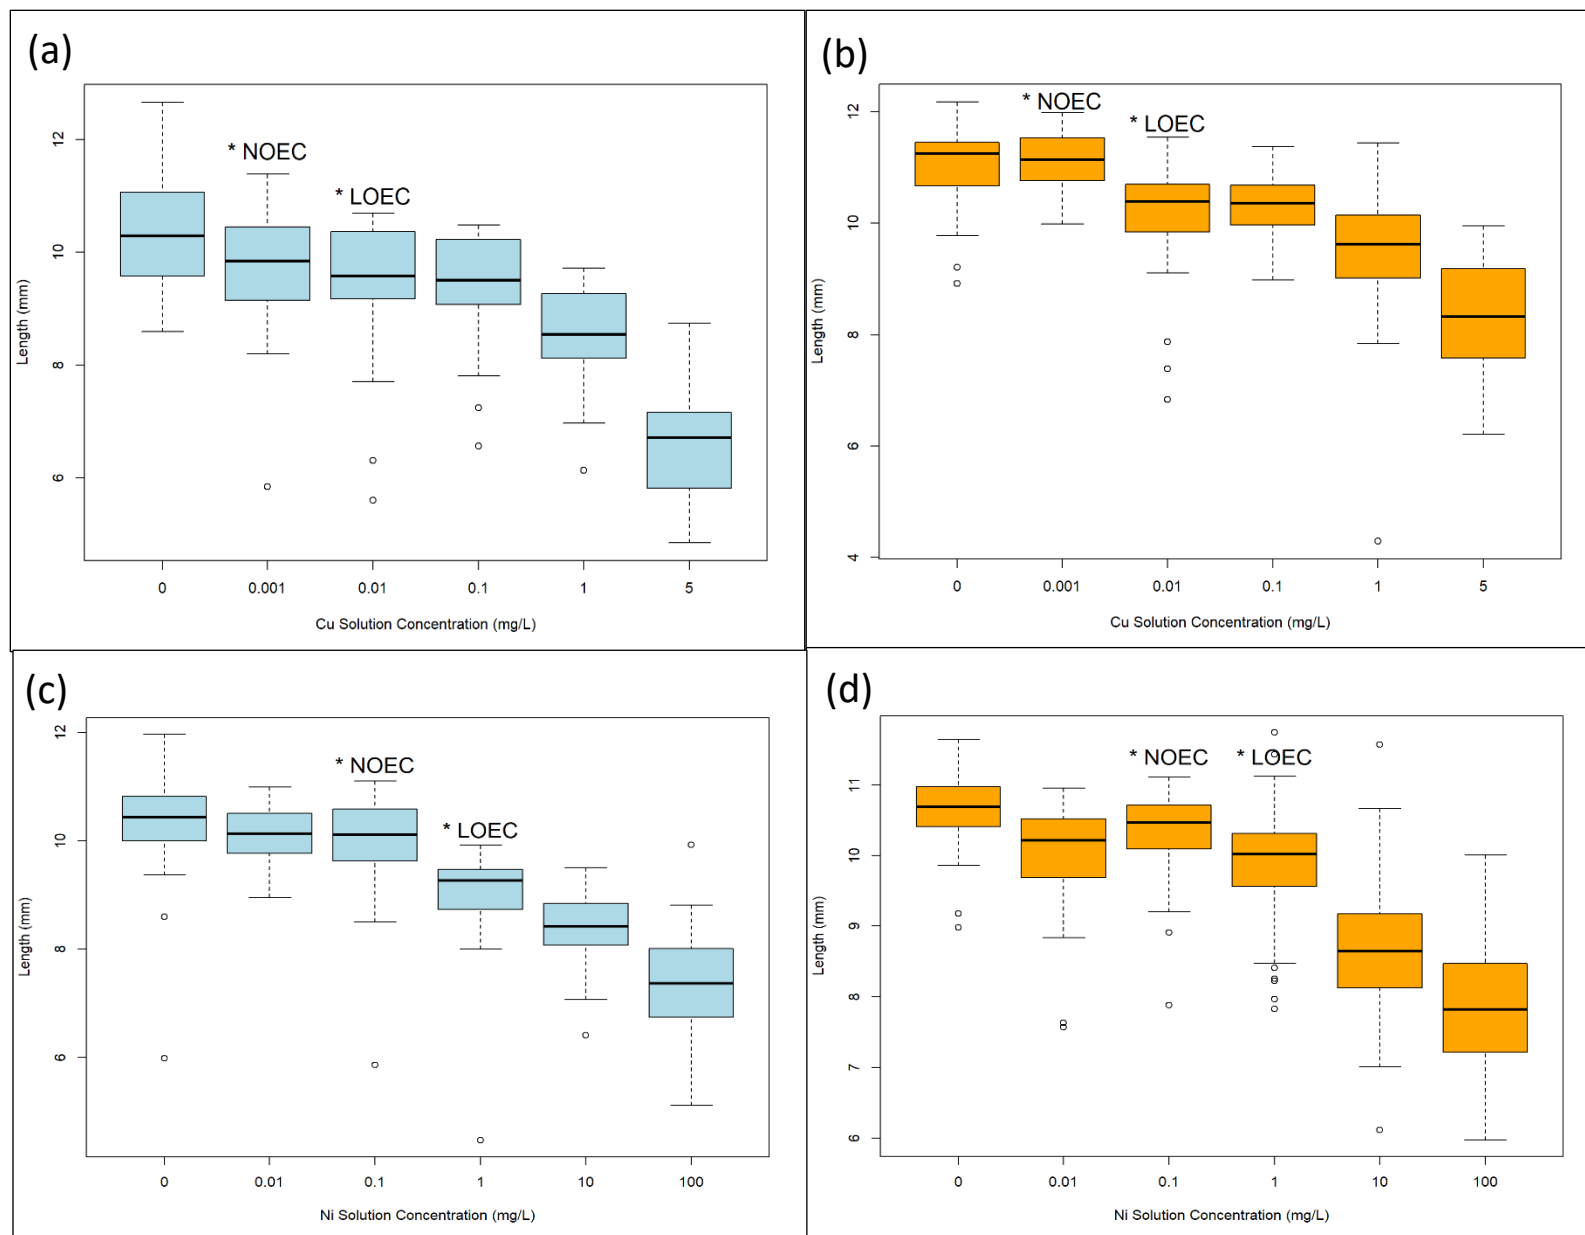 (a)
* NOEC
* LOEC
Length (mm)
12
10
8
6
0 0.001 0.01 0.1 1 5
Cu Solution Concentration (mg/L)
(b)
* NOEC
* LOEC
Length (mm)
12
10
8
6
4
0 0.001 0.01 0.1 1 5
Cu Solution Concentration (mg/L)
(c)
* NOEC
* LOEC
Length (mm)
12
10
8
6
0 0.01 0.1 1 10 100
Ni Solution Concentration (mg/L)
(d)
* NOEC * LOEC
Length (mm)
11
10
9
8
7
6
0 0.01 0.1 1 10 100
Ni Solution Concentration (mg/L)